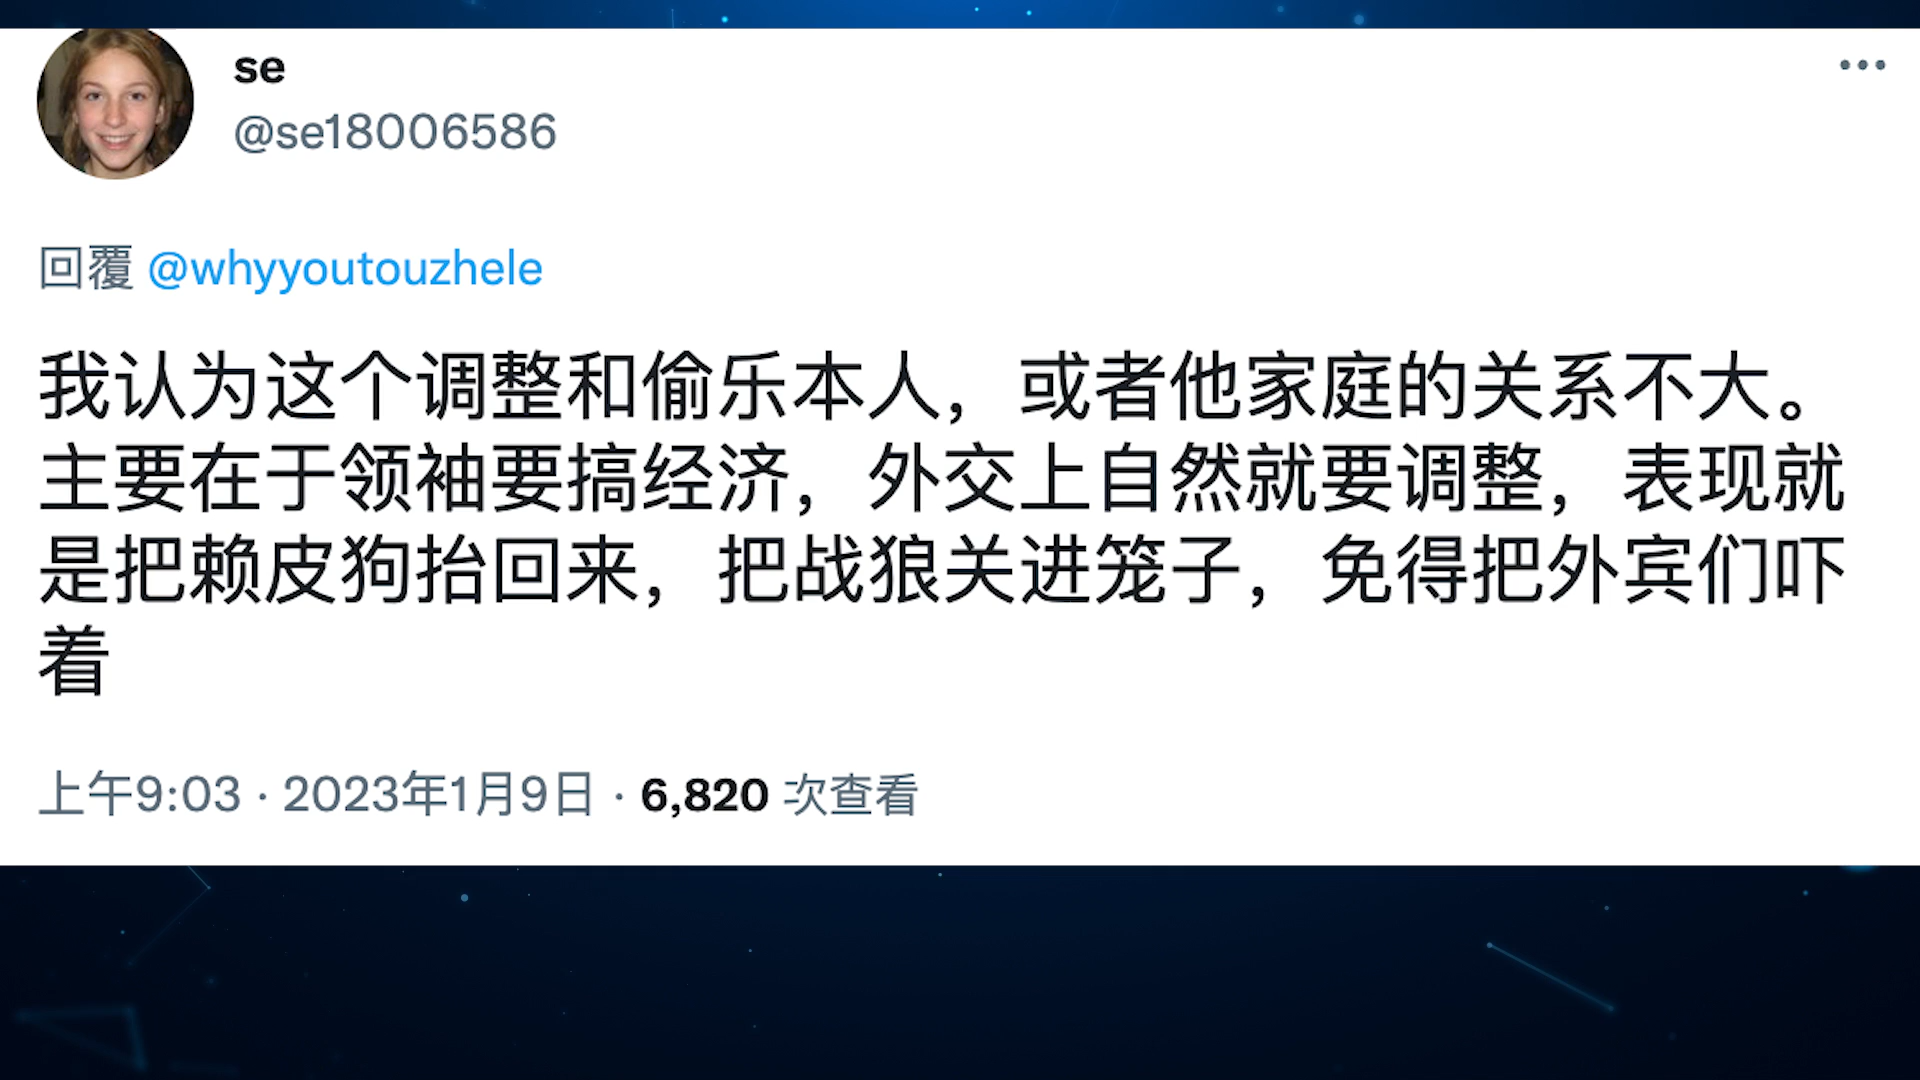 se
@se18006586
回覆 @whyyoutouzhele
我认为这个调整和偷乐本人，或者他家庭的关系不大。
主要在于领袖要搞经济，外交上自然就要调整，表现就
是把赖皮狗抬回来，把战狼关进笼子，免得把外宾们吓
着
上午9:03 · 2023年1月9日 · 6,820 次查看